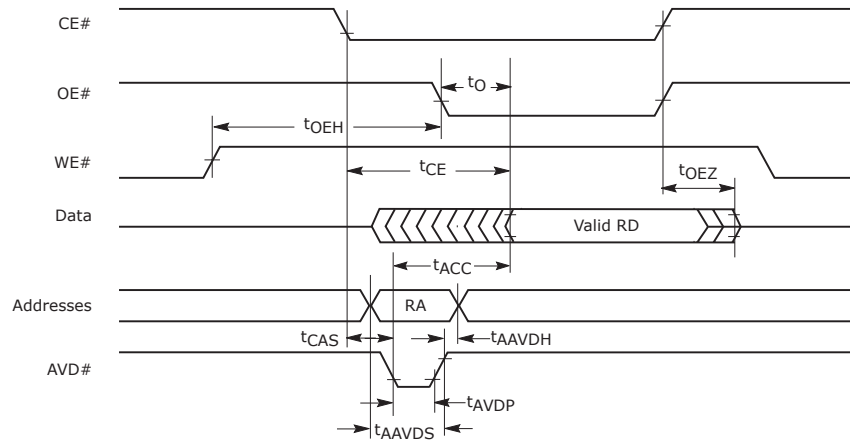 CE#
OE#
tO
tOEH
WE#
tCE
tOEZ
Data
Valid RD
tACC
Addresses
RA
tCAS
tAAVDH
AVD#
tAVDP
tAAVDS